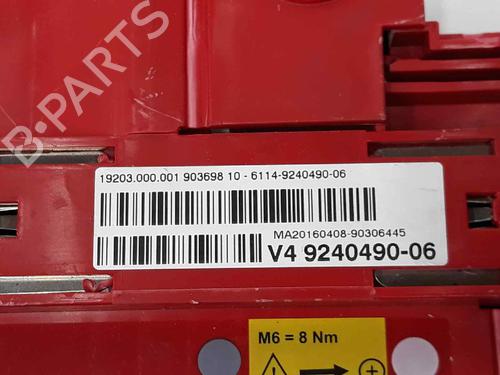 B-PARTS
19203.000.001 903698 10 - 6114-9240490-06
MA20160408-90306445
V4 9240490-06
M6 = 8 Nm